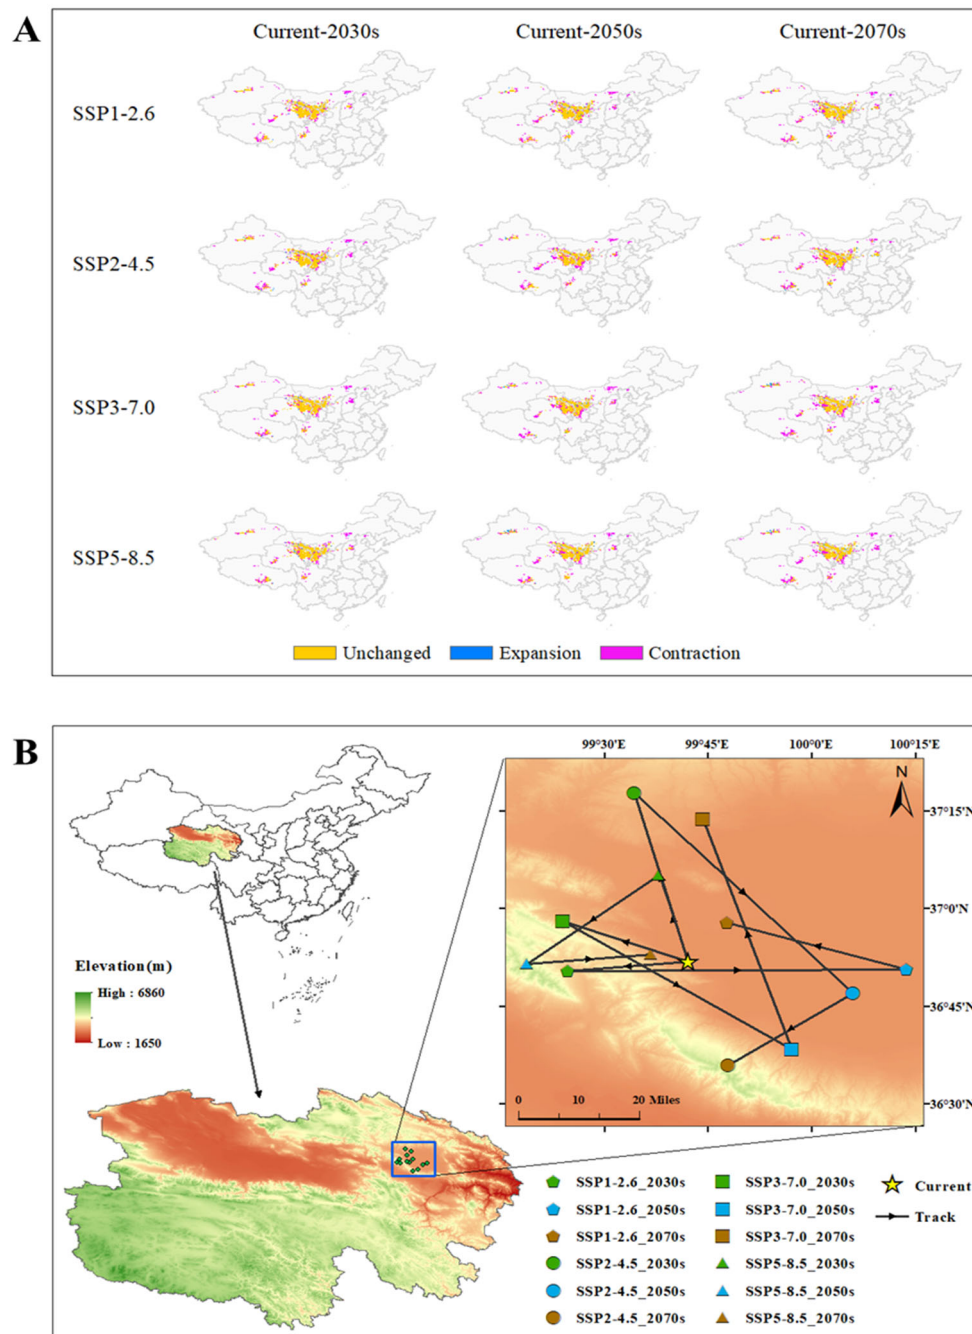 A
Current-2030s Current-2050s Current-2070s
SSP1-2.6
SSP2-4.5
SSP3-7.0
SSP5-8.5
Unchanged Expansion Contraction
B
99°30'E 99°45'E 100°0'E 100°15'E
N
37°15'N
37°0'N
36°45'N
36°30'N
Elevation(m)
High : 6860
Low : 1650
0 10 20 Miles
SSP1-2.6_2030s SSP3-7.0_2030s Current
SSP1-2.6_2050s SSP3-7.0_2050s Track
SSP1-2.6_2070s SSP3-7.0_2070s
SSP2-4.5_2030s SSP5-8.5_2030s
SSP2-4.5_2050s SSP5-8.5_2050s
SSP2-4.5_2070s SSP5-8.5_2070s